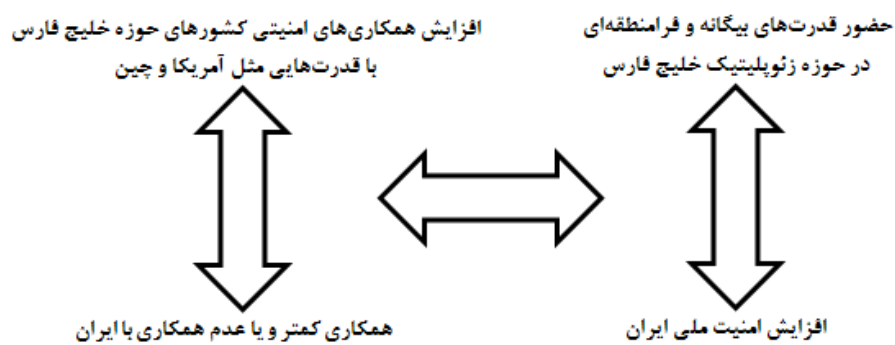 حضور قدرت‌های بیگانه و فرامنطقه‌ای
در حوزه ژئوپلیتیک خلیج فارس
افزایش همکاری‌های امنیتی کشورهای حوزه خلیج فارس
با قدرت‌هایی مثل آمریکا و چین
افزایش امنیت ملی ایران
همکاری کمتر و یا عدم همکاری با ایران